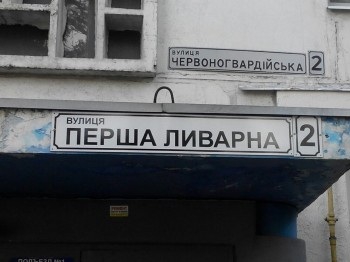 ВУЛИЦЯ
ЧЕРВОНОГВАРДІЙСЬКА 2
ВУЛИЦЯ
ПЕРША ЛИВАРНА 2